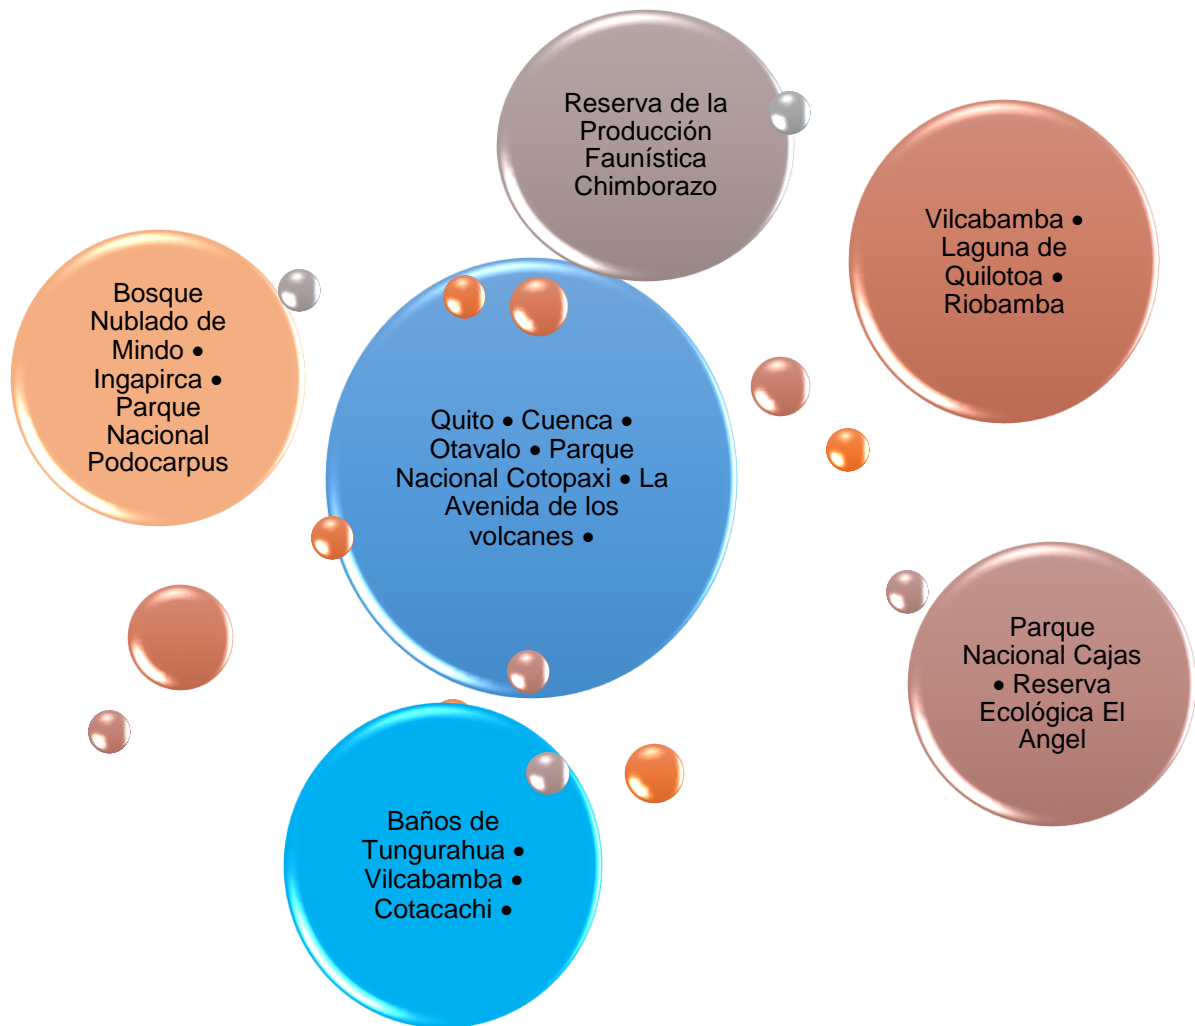 Reserva de la
Producción
Faunística
Chimborazo
Vilcabamba •
Laguna de
Quilotoa •
Riobamba
Bosque
Nublado de
Mindo •
Ingapirca •
Parque
Nacional
Podocarpus
Quito • Cuenca •
Otavalo • Parque
Nacional Cotopaxi • La
Avenida de los
volcanes •
Parque
Nacional Cajas
• Reserva
Ecológica El
Angel
Baños de
Tungurahua •
Vilcabamba •
Cotacachi •